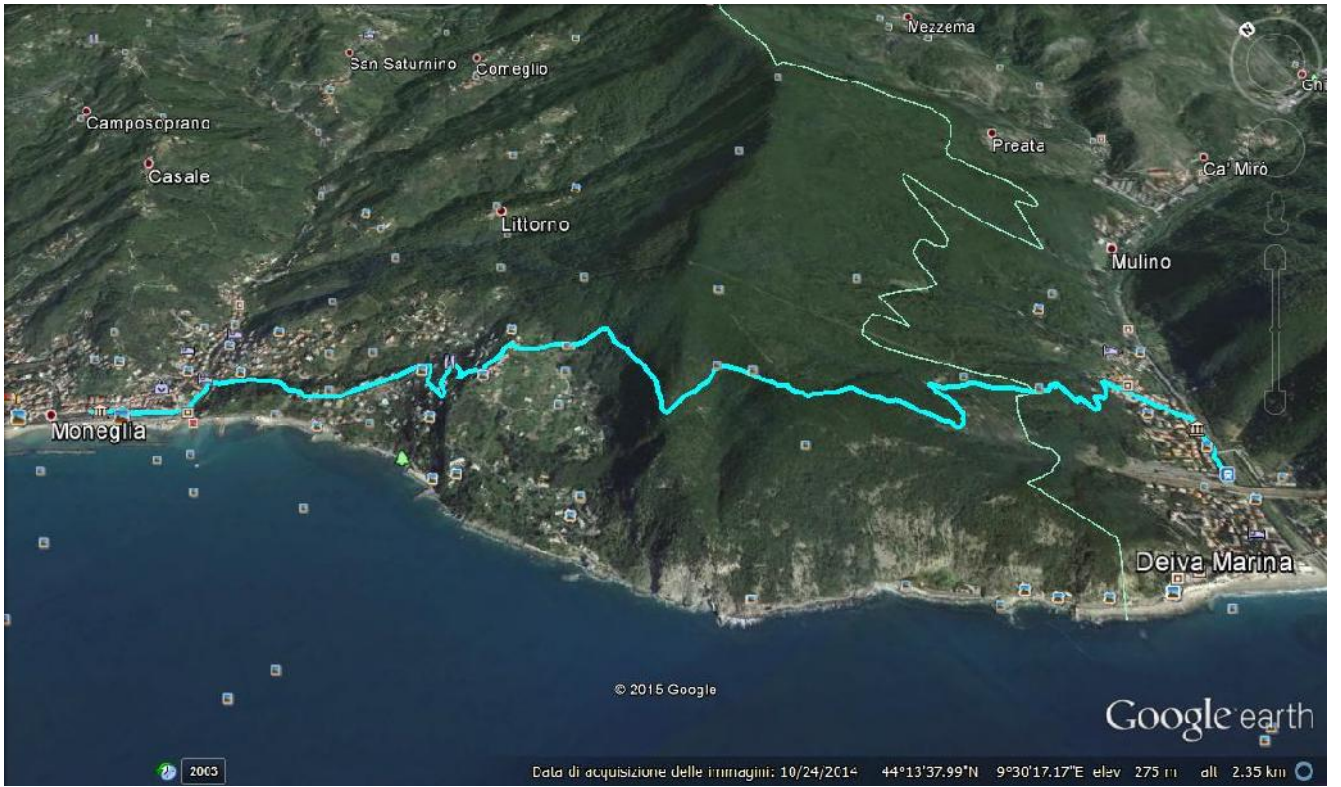 Mezzema
San Saturnino
Comeglio
Camposoprano
Preata
Casale
Ca' Mirò
Littorno
Mulino
Moneglia
Deiva Marina
© 2015 Google
Google earth
2003
Data di acquisizione delle immagini: 10/24/2014 44°13'37.99"N 9°30'17.17"E elev 275 m alt 2.35 km